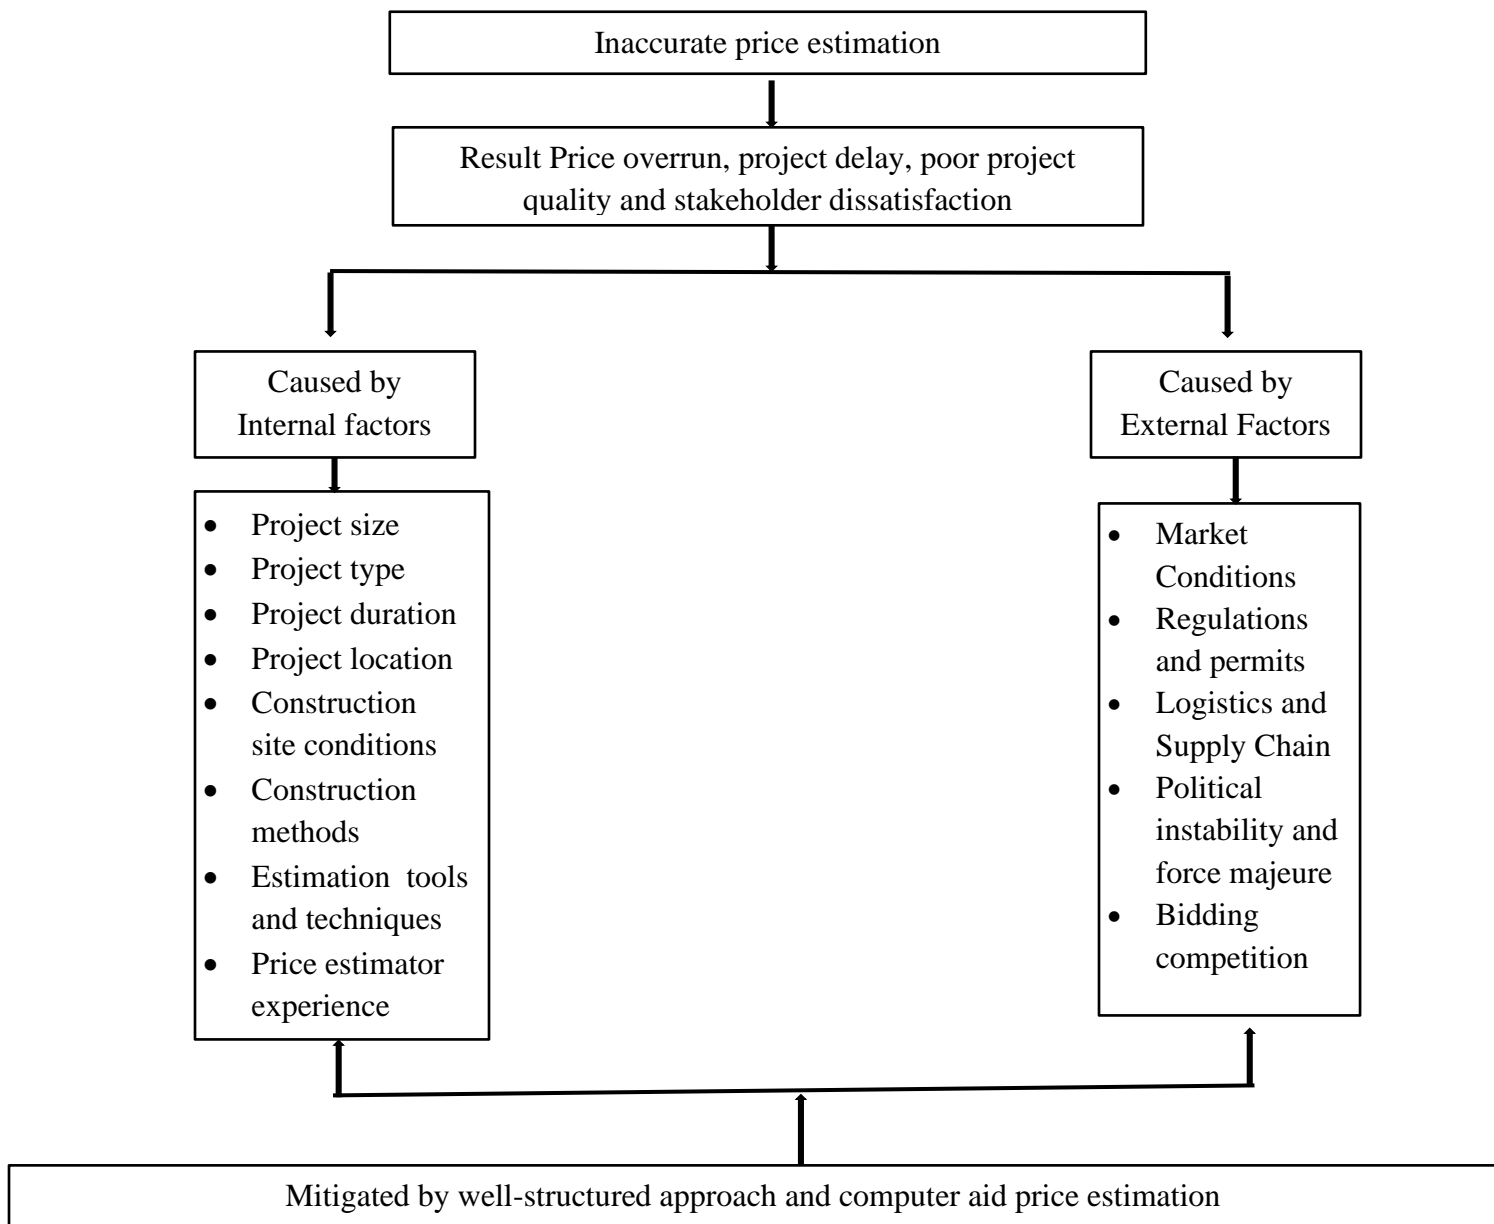 Inaccurate price estimation
Result Price overrun, project delay, poor project
quality and stakeholder dissatisfaction
Caused by
Internal factors
Caused by
External Factors
• Project size
• Project type
• Project duration
• Project location
• Construction
site conditions
• Construction
methods
• Estimation tools
and techniques
• Price estimator
experience
• Market
Conditions
• Regulations
and permits
• Logistics and
Supply Chain
• Political
instability and
force majeure
• Bidding
competition
Mitigated by well-structured approach and computer aid price estimation